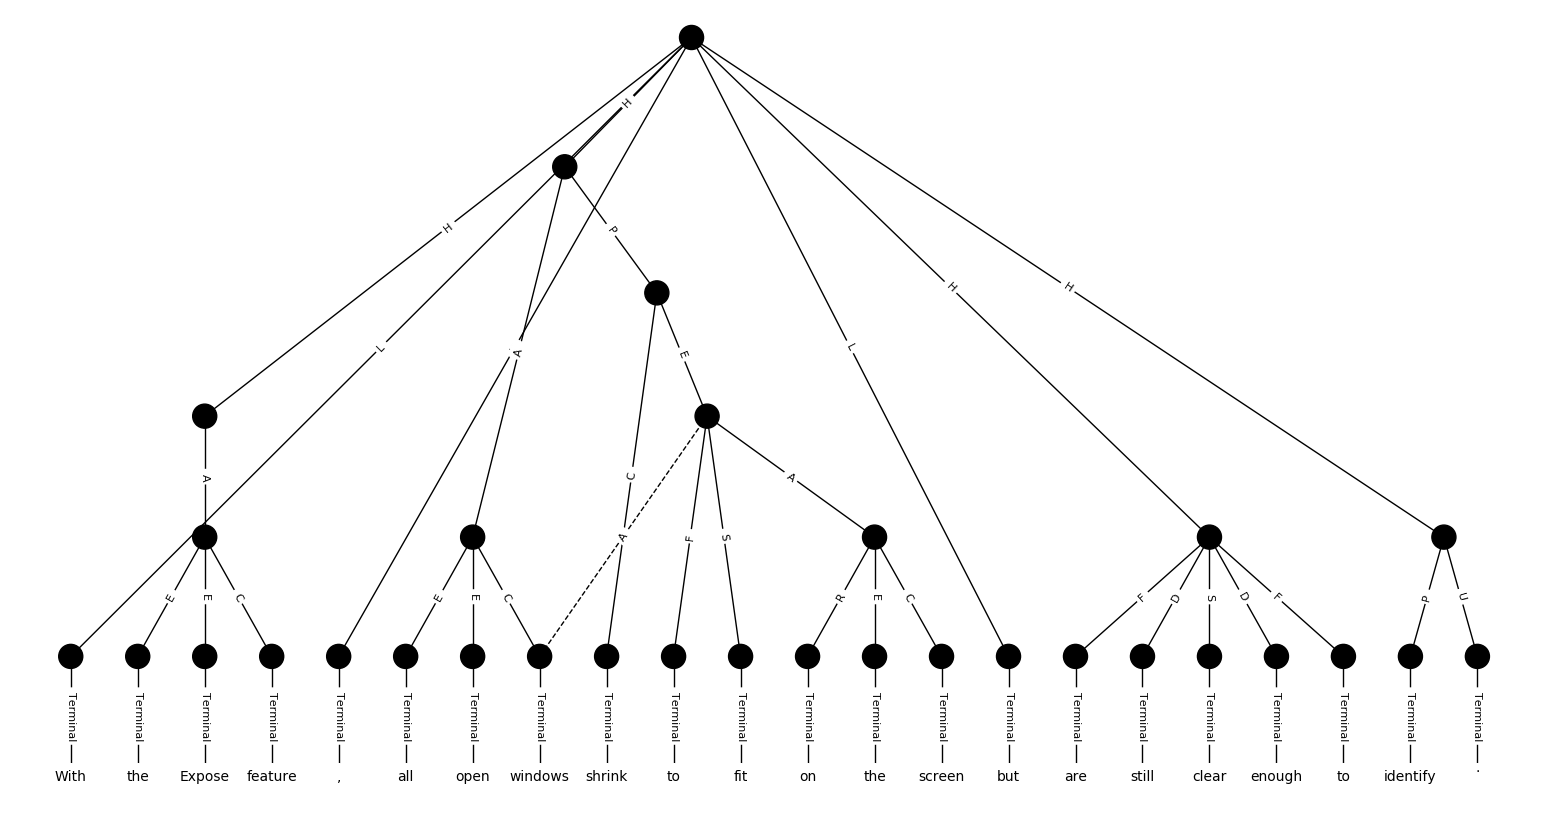 H
H
P
L
A
H
H
L
E
A
C
A
A
F
S
E
E
C
E
E
C
R
E
C
F
D
S
D
F
P
U
Terminal Terminal Terminal Terminal Terminal Terminal Terminal Terminal Terminal Terminal Terminal Terminal Terminal Terminal Terminal Terminal Terminal Terminal Terminal Terminal Terminal Terminal
With the Expose feature , all open windows shrink to fit on the screen but are still clear enough to identify .